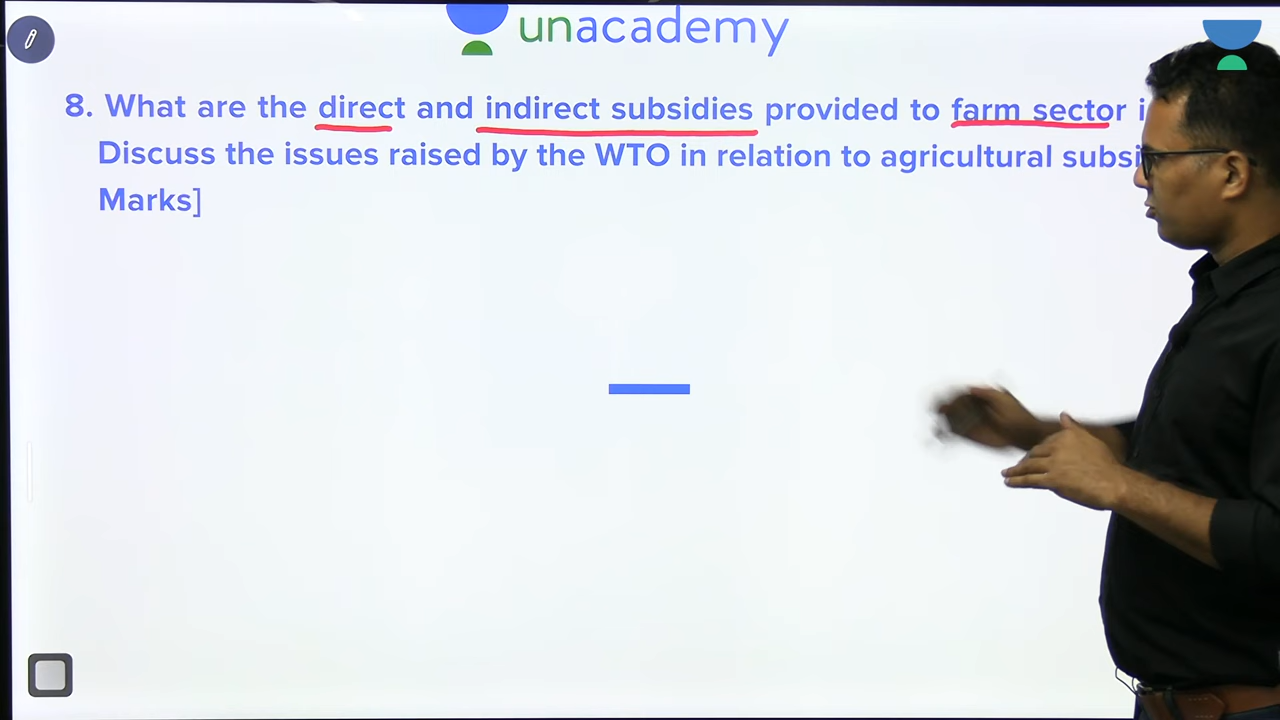 unacademy
8. What are the direct and indirect subsidies provided to farm sector
Discuss the issues raised by the WTO in relation to agricultural
Marks]